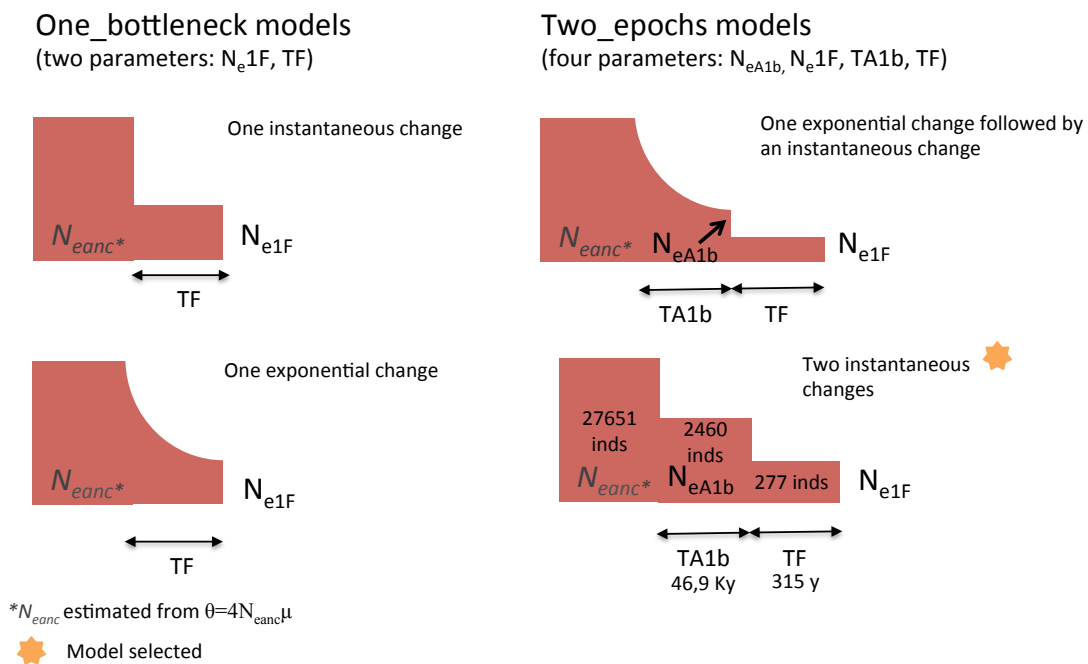 One_bottleneck models
(two parameters: Ne1F, TF)
One instantaneous change
Neanc*
Ne1F
TF
One exponential change
Neanc*
Ne1F
TF
*Neanc estimated from θ=4Neancμ
Model selected
Two_epochs models
(four parameters: NeA1b, Ne1F, TA1b, TF)
One exponential change followed by
an instantaneous change
Neanc*
NeA1b
Ne1F
TA1b
TF
Two instantaneous
changes
27651
inds
Neanc*
2460
inds
NeA1b
277 inds
Ne1F
TA1b
46,9 Ky
TF
315 y